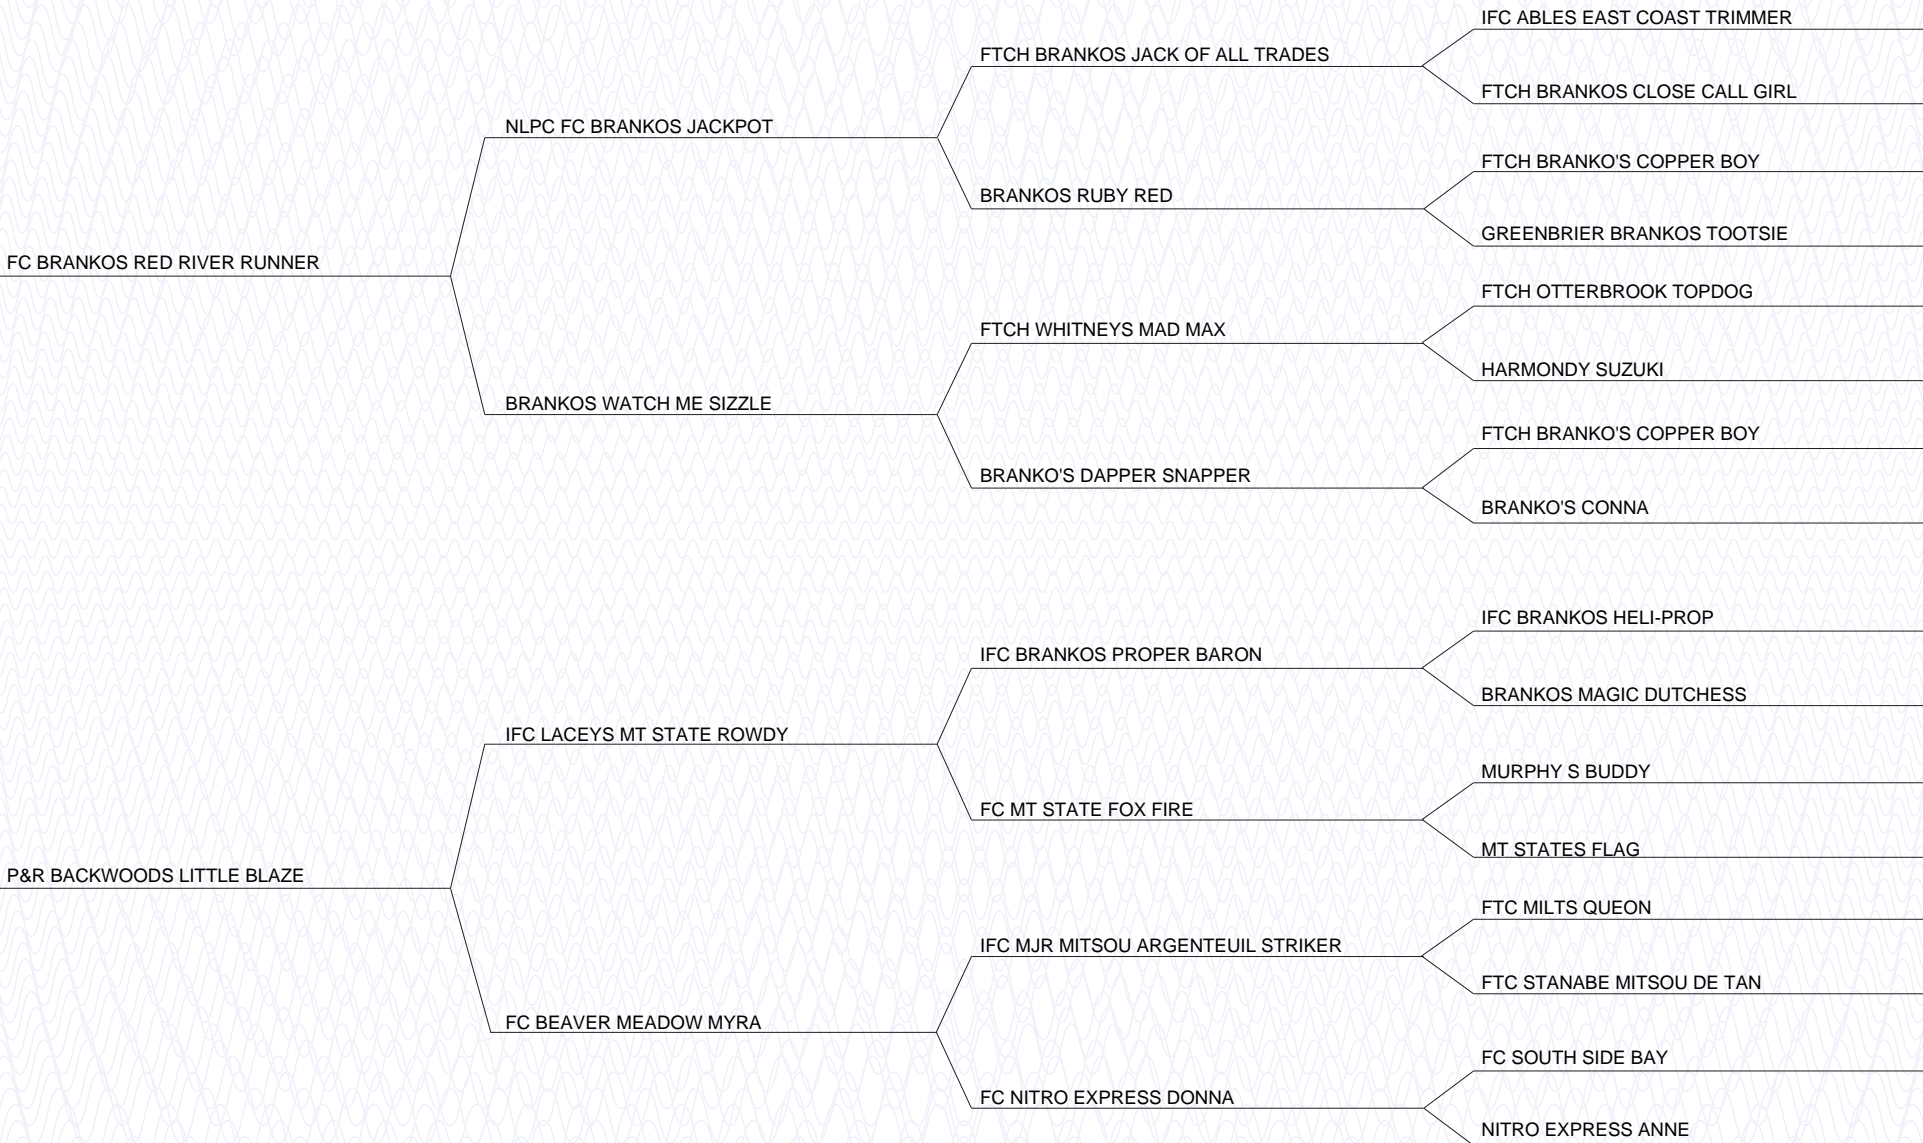 IFC ABLES EAST COAST TRIMMER
FTCH BRANKOS JACK OF ALL TRADES
FTCH BRANKOS CLOSE CALL GIRL
NLPC FC BRANKOS JACKPOT
FTCH BRANKO'S COPPER BOY
BRANKOS RUBY RED
GREENBRIER BRANKOS TOOTSIE
FC BRANKOS RED RIVER RUNNER
FTCH OTTERBROOK TOPDOG
FTCH WHITNEYS MAD MAX
HARMONDY SUZUKI
BRANKOS WATCH ME SIZZLE
FTCH BRANKO'S COPPER BOY
BRANKO'S DAPPER SNAPPER
BRANKO'S CONNA
IFC BRANKOS HELI-PROP
IFC BRANKOS PROPER BARON
BRANKOS MAGIC DUTCHESS
IFC LACEYS MT STATE ROWDY
MURPHY S BUDDY
FC MT STATE FOX FIRE
MT STATES FLAG
P&R BACKWOODS LITTLE BLAZE
FTC MILTS QUEON
IFC MJR MITSOU ARGENTEUIL STRIKER
FTC STANABE MITSOU DE TAN
FC BEAVER MEADOW MYRA
FC SOUTH SIDE BAY
FC NITRO EXPRESS DONNA
NITRO EXPRESS ANNE